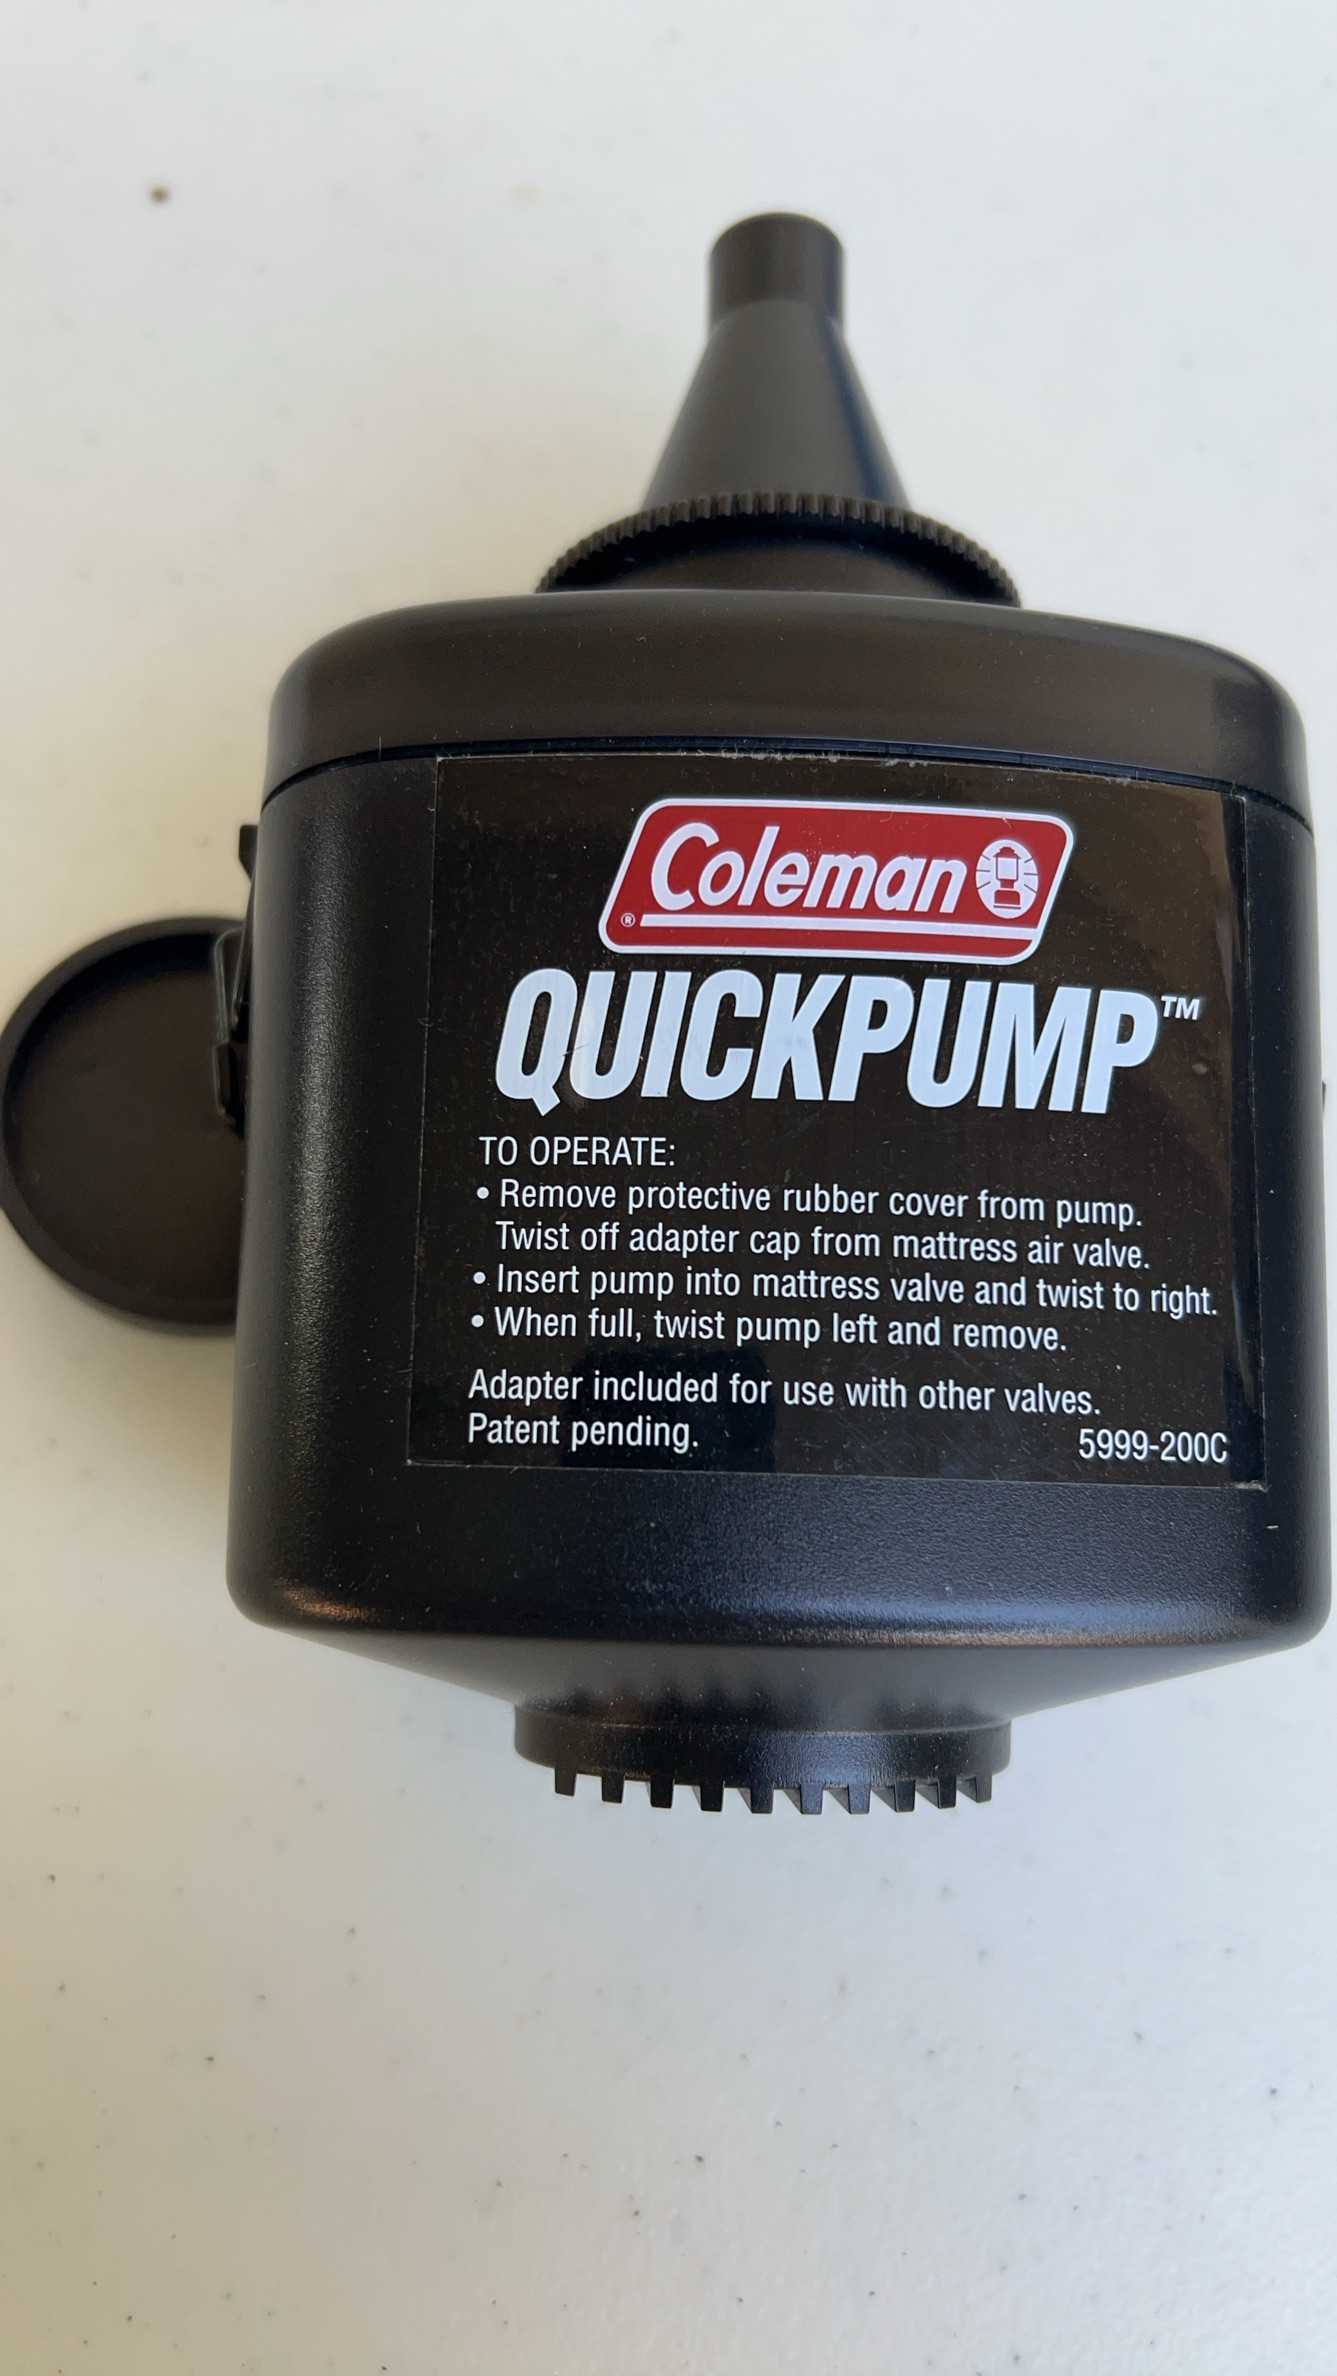 Coleman
®
QUICKPUMP™
TO OPERATE:
• Remove protective rubber cover from pump.
Twist off adapter cap from mattress air valve.
• Insert pump into mattress valve and twist to right.
• When full, twist pump left and remove.
Adapter included for use with other valves.
Patent pending. 5999-200C